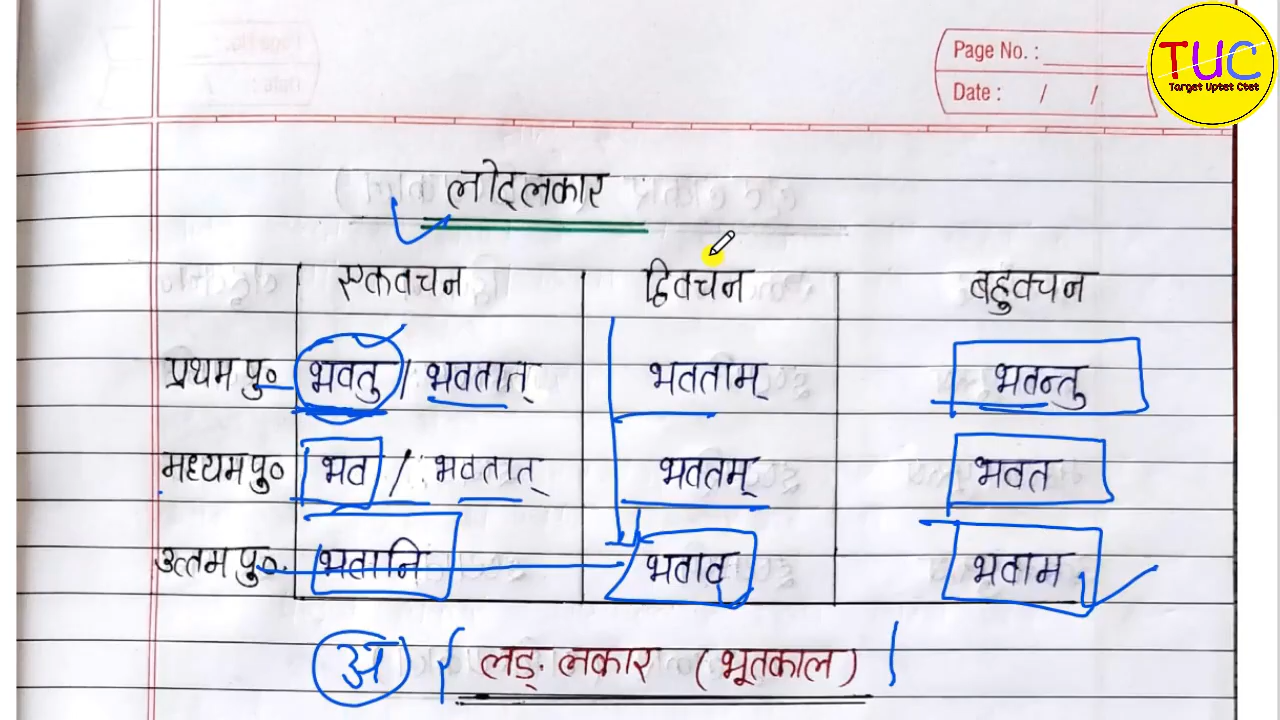 Page No. :
Date : / /
TUC
Target Uptet Ctet
लोट्लकार
एकवचन द्विवचन बहुवचन
प्रथम पु० भवतु / भवतात् भवताम् भवन्तु
मध्यम पु० भव / भवतात् भवतम् भवत
उत्तम पु० भवानि भवाव भवाम
अ { लङ् लकार (भूतकाल)